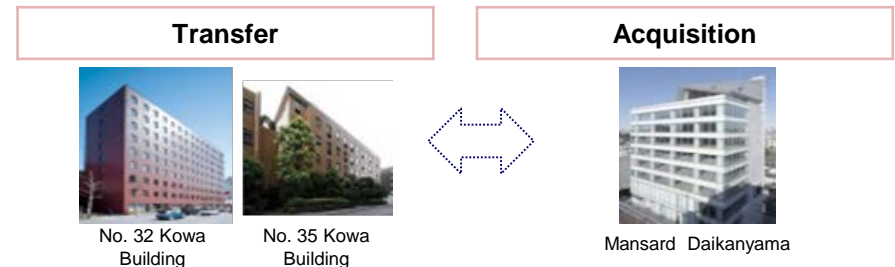 Transfer
Acquisition
No. 32 Kowa
Building
No. 35 Kowa
Building
Mansard Daikanyama